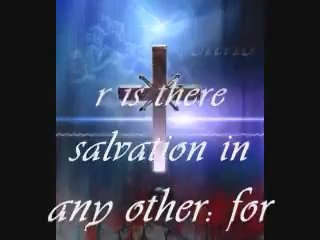 r is there
salvation in
any other: for